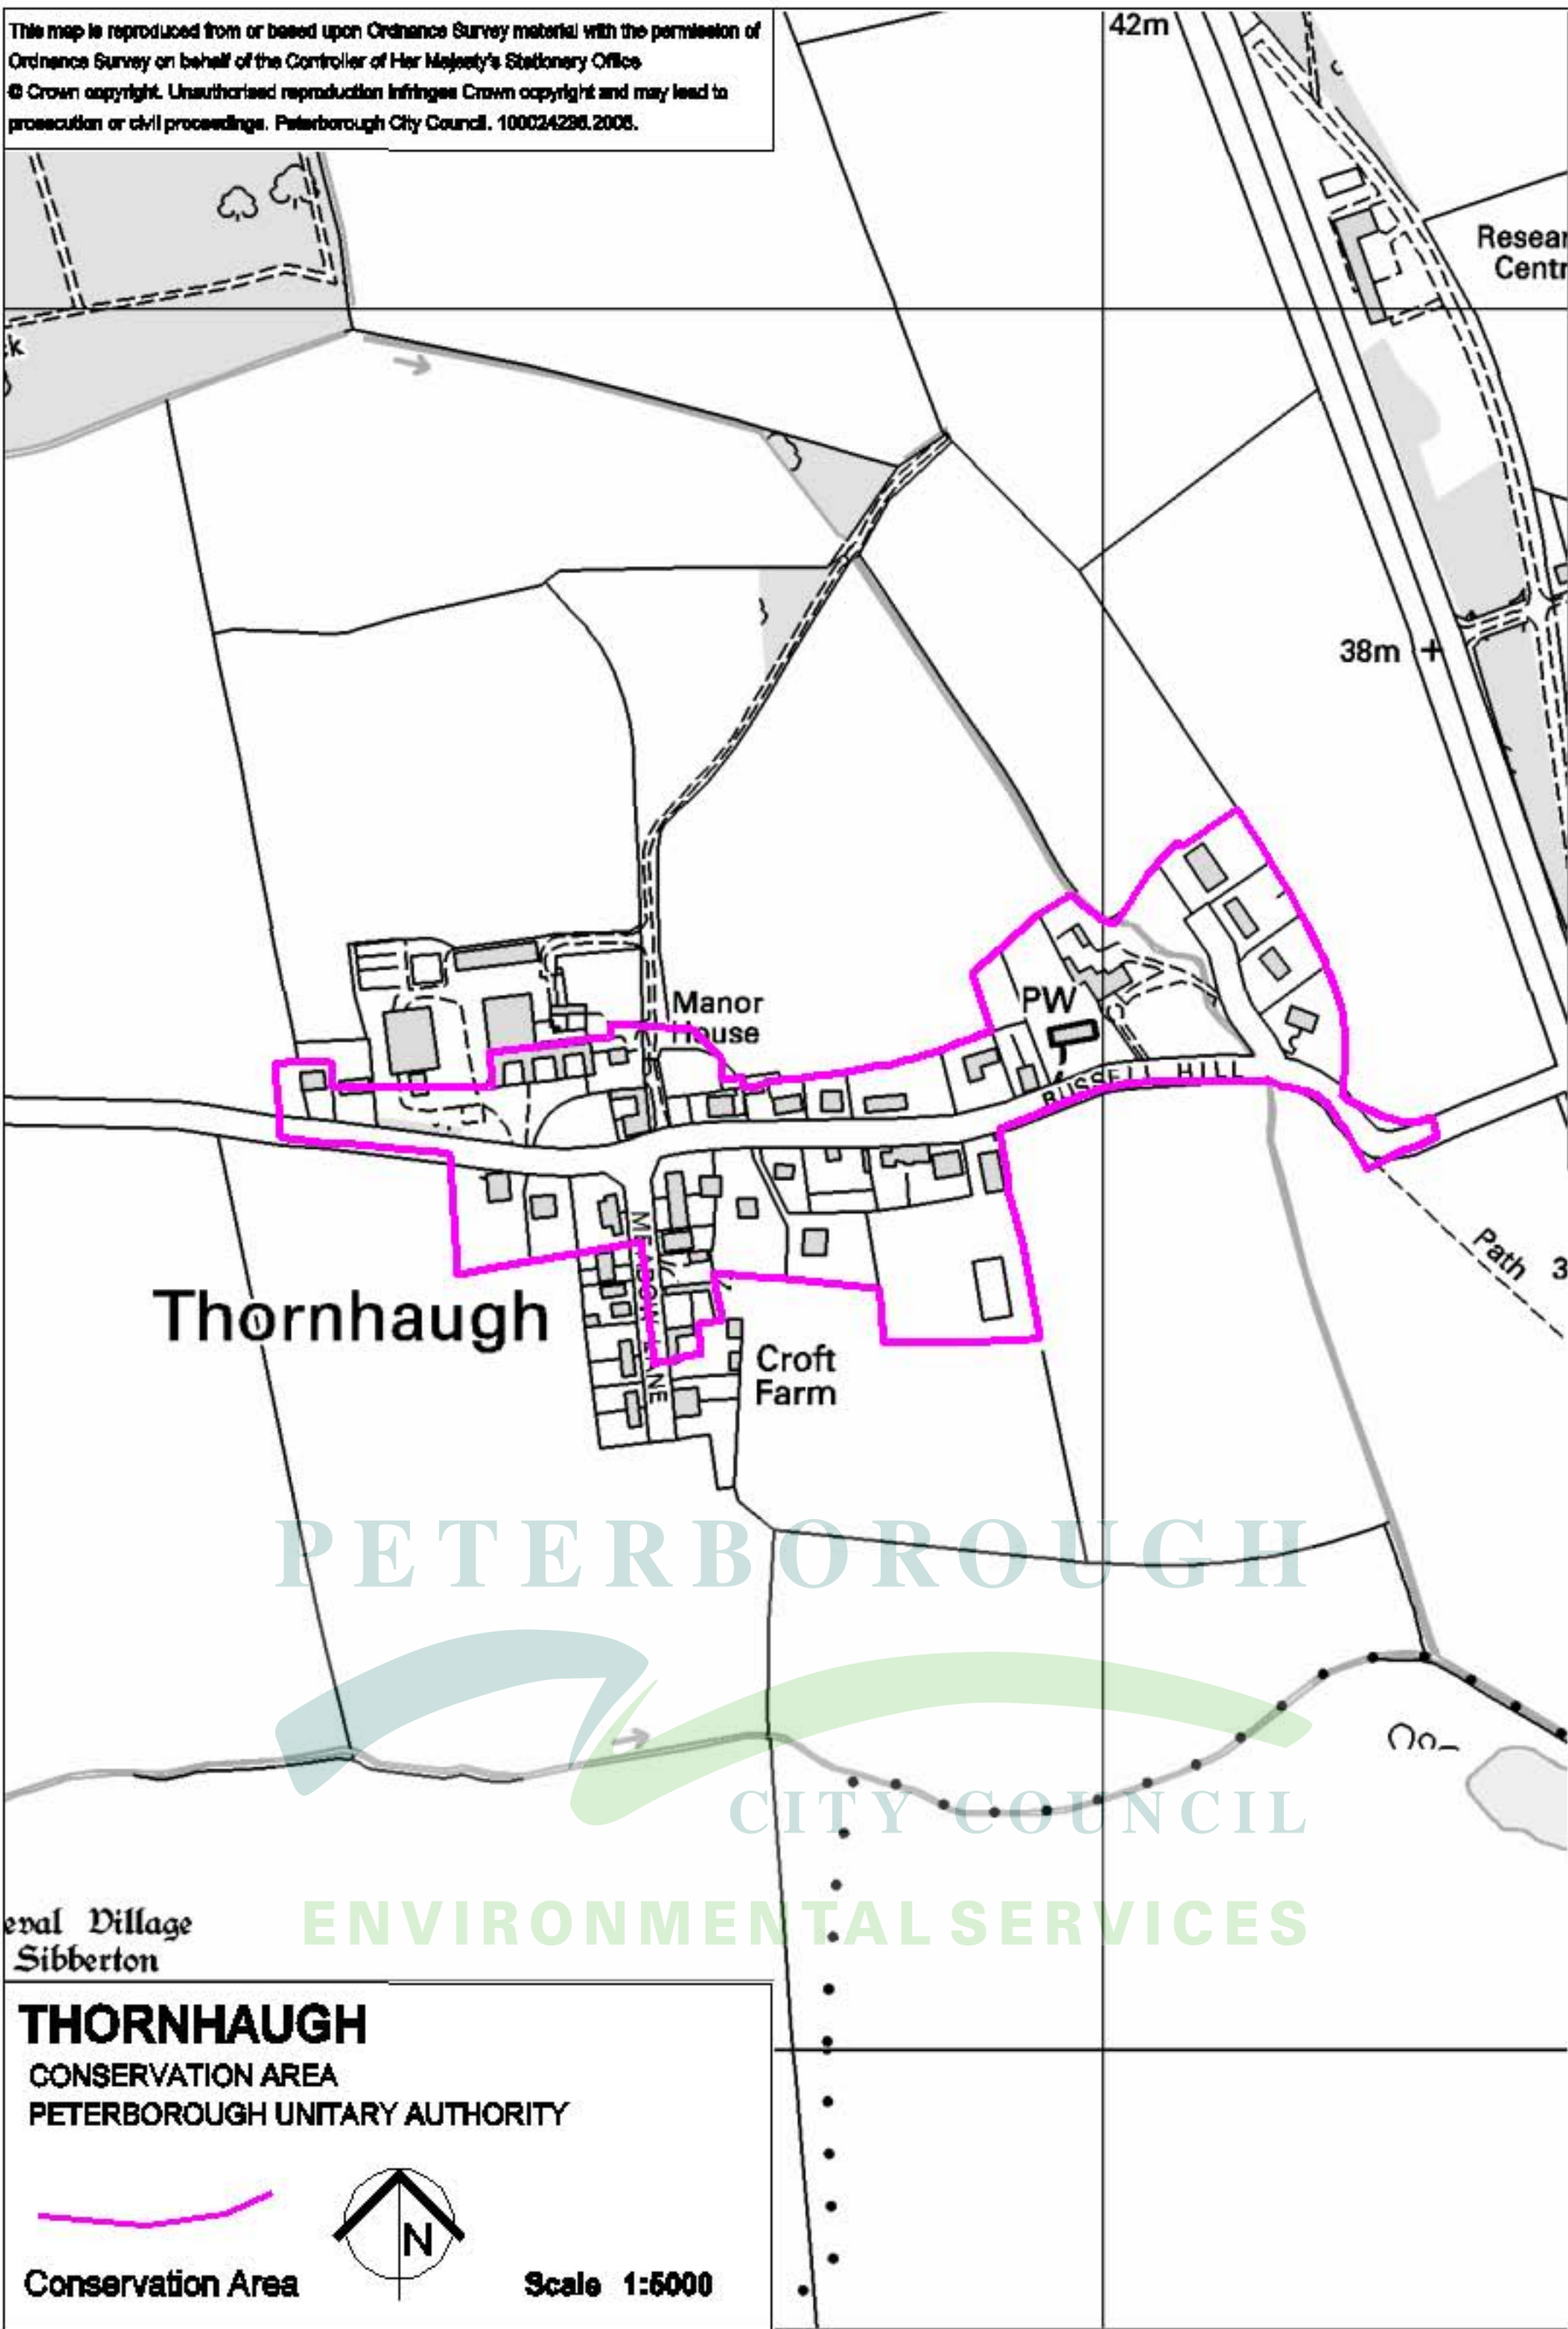 This map is reproduced from or based upon Ordnance Survey material with the permission of
Ordnance Survey on behalf of the Controller of Her Majesty's Stationery Office
© Crown copyright. Unauthorised reproduction infringes Crown copyright and may lead to
prosecution or civil proceedings. Peterborough City Council. 100024236.2006.
42m
Resear
Centr
k
38m
Manor
House
PW
RUSSELL HILL
MEADOW LANE
Path 3
Thornhaugh
Croft
Farm
PETERBOROUGH
CITY COUNCIL
ENVIRONMENTAL SERVICES
eval Village
Sibberton
THORNHAUGH
CONSERVATION AREA
PETERBOROUGH UNITARY AUTHORITY
N
Conservation Area
Scale 1:5000